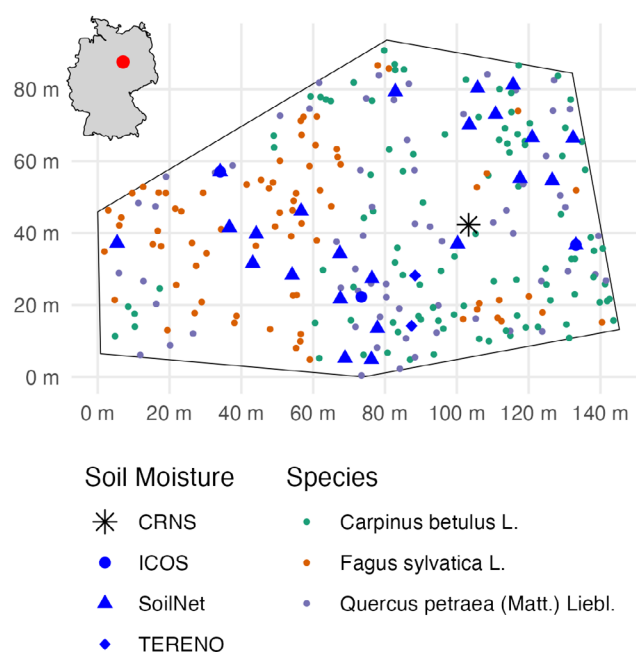 80 m
60 m
40 m
20 m
0 m
0 m 20 m 40 m 60 m 80 m 100 m 120 m 140 m
Soil Moisture Species
CRNS Carpinus betulus L.
ICOS Fagus sylvatica L.
SoilNet Quercus petraea (Matt.) Liebl.
TERENO